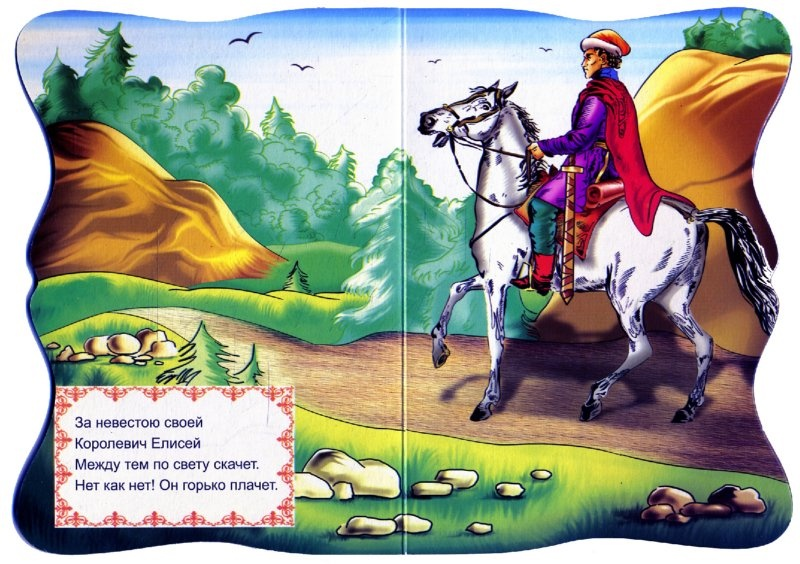 За невестою своей
Королевич Елисей
Между тем по свету скачет.
Нет как нет! Он горько плачет.